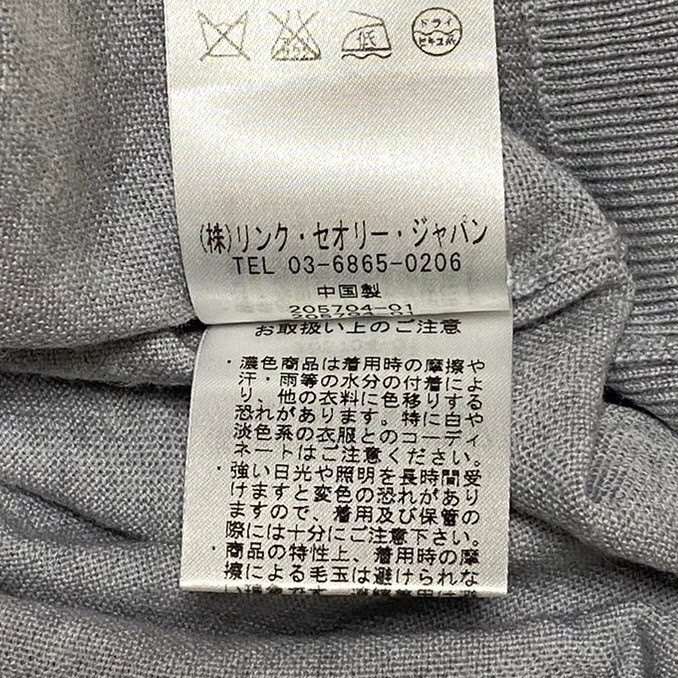 低
ドライ
セキユ系
(株)リンク・セオリー・ジャパン
TEL 03-6865-0206
中国製
205704-01
205704-01
お取扱い上のご注意
・濃色商品は着用時の摩擦や
汗・雨等の水分の付着によ
り、他の衣料に色移りする
恐れがあります。特に白や
淡色系の衣服とのコーディ
ネートはご注意ください。
・強い日光や照明を長時間受
けますと変色の恐れがあり
ますので、着用及び保管の
際には十分にご注意下さい。
・商品の特性上、着用時の摩
擦による毛玉は避けられな